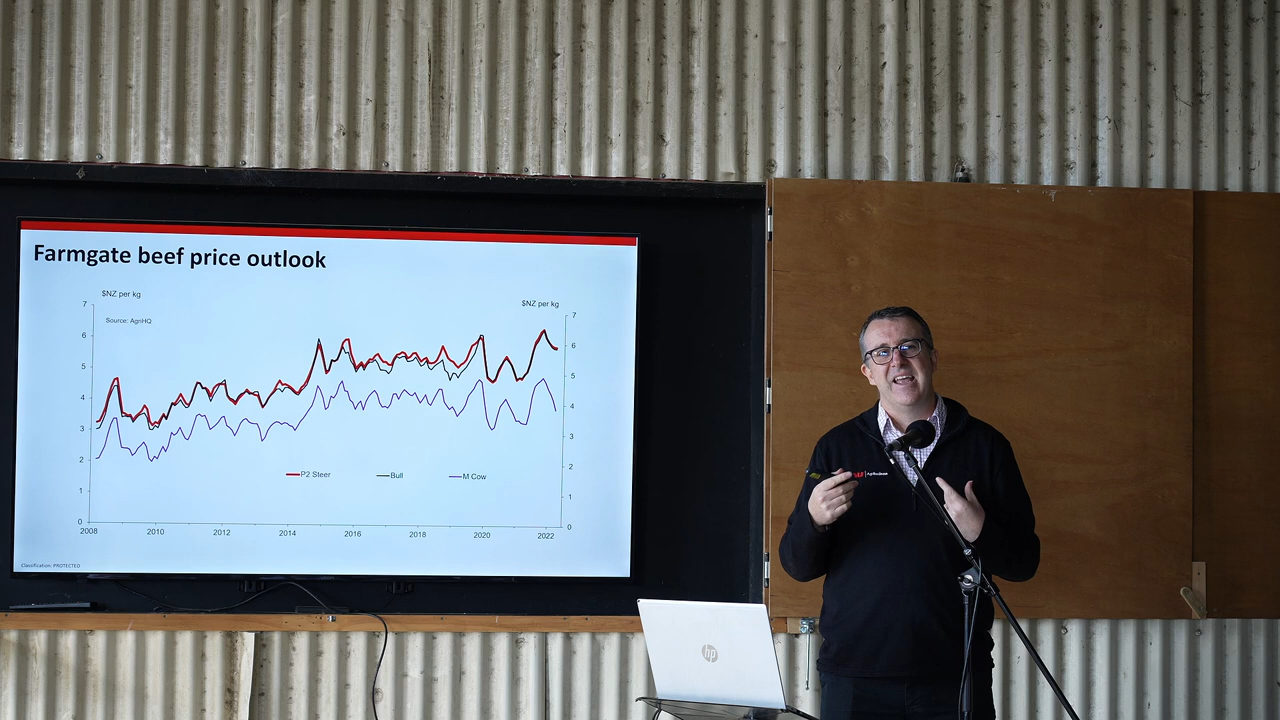 Farmgate beef price outlook
$NZ per kg
$NZ per kg
7
6
5
4
3
2
1
0
7
6
5
4
3
2
1
0
Source: AgriHQ
P2 Steer
Bull
M Cow
2008
2010
2012
2014
2016
2018
2020
2022
Classification: PROTECTED
hp
Agribusiness